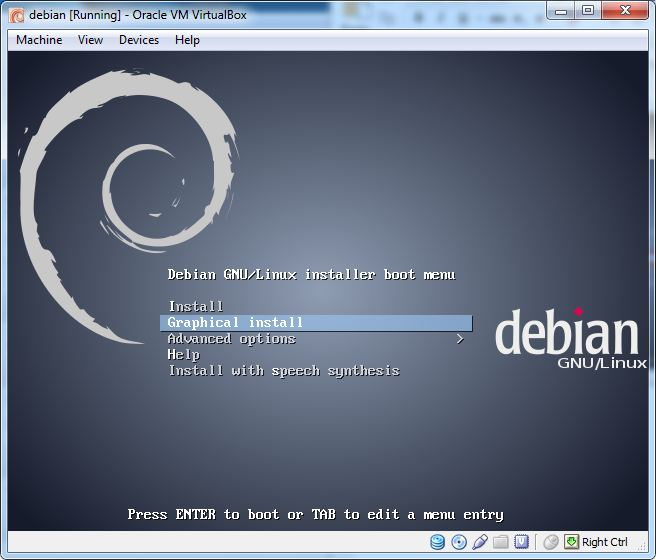 debian [Running] - Oracle VM VirtualBox
Machine View Devices Help
Debian GNU/Linux installer boot menu
Install
Graphical install
Advanced options >
Help
Install with speech synthesis
debian
GNU/Linux
Press ENTER to boot or TAB to edit a menu entry
Right Ctrl